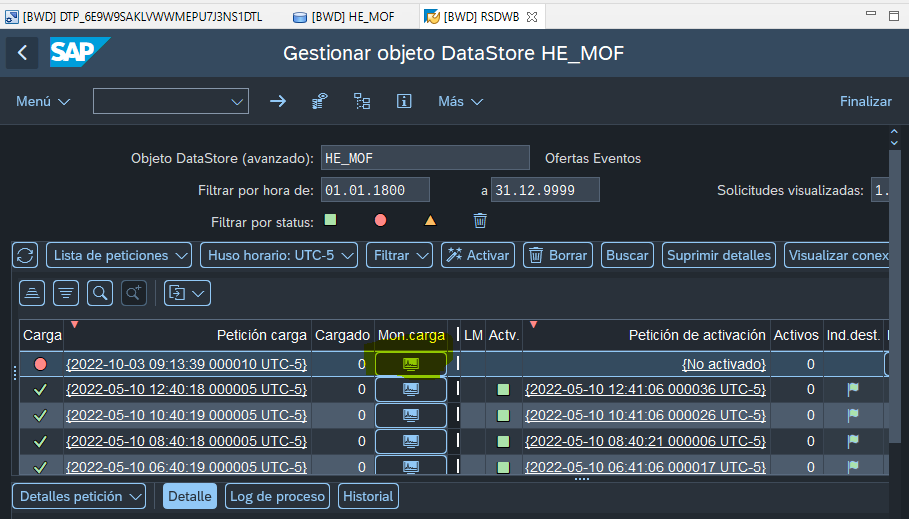 [BWD] DTP_6E9W9SAKLVWWMEPU7J3NS1DTL [BWD] HE_MOF [BWD] RSDWB
SAP Gestionar objeto DataStore HE_MOF
Menú Más Finalizar
Objeto DataStore (avanzado): HE_MOF Ofertas Eventos
Filtrar por hora de: 01.01.1800 a 31.12.9999 Solicitudes visualizadas: 1.
Filtrar por status:
Lista de peticiones Huso horario: UTC-5 Filtrar Activar Borrar Buscar Suprimir detalles Visualizar conex
Carga Petición carga Cargado Mon.carga LM Actv. Petición de activación Activos Ind.dest.
{2022-10-03 09:13:39 000010 UTC-5} 0 {No activado} 0
{2022-05-10 12:40:18 000005 UTC-5} 0 {2022-05-10 12:41:06 000036 UTC-5} 0
{2022-05-10 10:40:19 000005 UTC-5} 0 {2022-05-10 10:41:06 000026 UTC-5} 0
{2022-05-10 08:40:18 000005 UTC-5} 0 {2022-05-10 08:40:21 000006 UTC-5} 0
{2022-05-10 06:40:19 000005 UTC-5} 0 {2022-05-10 06:41:06 000017 UTC-5} 0
Detalles petición Detalle Log de proceso Historial